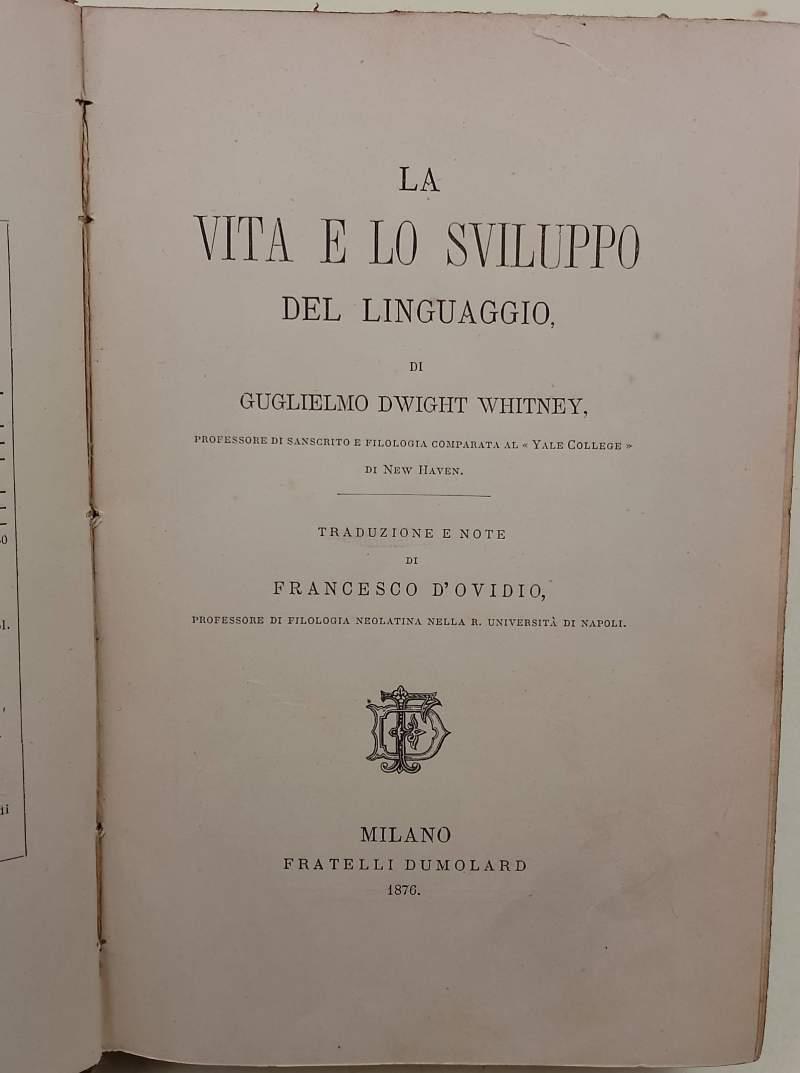 LA
VITA E LO SVILUPPO
DEL LINGUAGGIO,
DI
GUGLIELMO DWIGHT WHITNEY,
PROFESSORE DI SANSCRITO E FILOLOGIA COMPARATA AL « YALE COLLEGE »
DI NEW HAVEN.
TRADUZIONE E NOTE
DI
FRANCESCO D'OVIDIO,
PROFESSORE DI FILOLOGIA NEOLATINA NELLA R. UNIVERSITÀ DI NAPOLI.
MILANO
FRATELLI DUMOLARD
1876.